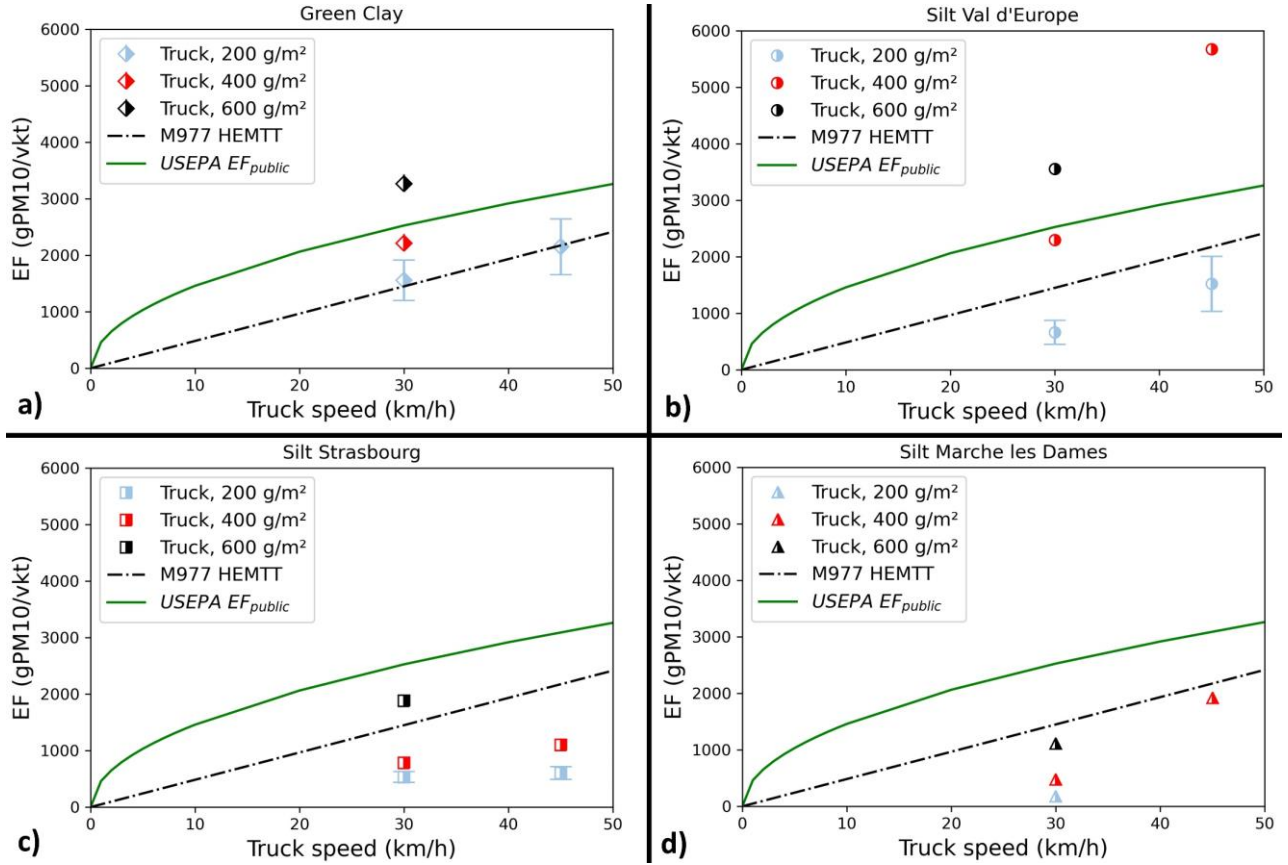 Green Clay
6000
5000
4000
3000
2000
1000
0
EF (gPM10/vkt)
Truck, 200 g/m²
Truck, 400 g/m²
Truck, 600 g/m²
M977 HEMTT
USEPA EFpublic
0 10 20 30 40 50
Truck speed (km/h)
a)
Silt Val d'Europe
6000
5000
4000
3000
2000
1000
0
EF (gPM10/vkt)
Truck, 200 g/m²
Truck, 400 g/m²
Truck, 600 g/m²
M977 HEMTT
USEPA EFpublic
0 10 20 30 40 50
Truck speed (km/h)
b)
Silt Strasbourg
6000
5000
4000
3000
2000
1000
0
EF (gPM10/vkt)
Truck, 200 g/m²
Truck, 400 g/m²
Truck, 600 g/m²
M977 HEMTT
USEPA EFpublic
0 10 20 30 40 50
Truck speed (km/h)
c)
Silt Marche les Dames
6000
5000
4000
3000
2000
1000
0
EF (gPM10/vkt)
Truck, 200 g/m²
Truck, 400 g/m²
Truck, 600 g/m²
M977 HEMTT
USEPA EFpublic
0 10 20 30 40 50
Truck speed (km/h)
d)